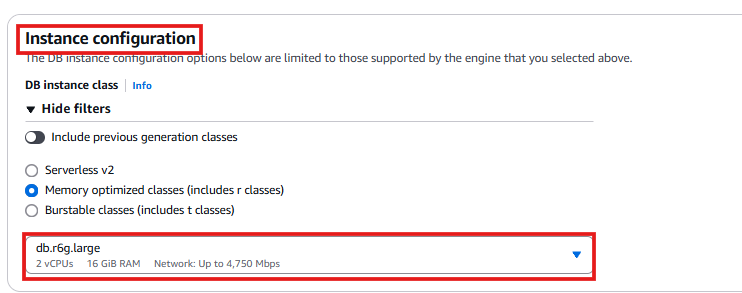 Instance configuration
The DB instance configuration options below are limited to those supported by the engine that you selected above.
DB instance class Info
Hide filters
Include previous generation classes
Serverless v2
Memory optimized classes (includes r classes)
Burstable classes (includes t classes)
db.r6g.large
2 vCPUs 16 GiB RAM Network: Up to 4,750 Mbps